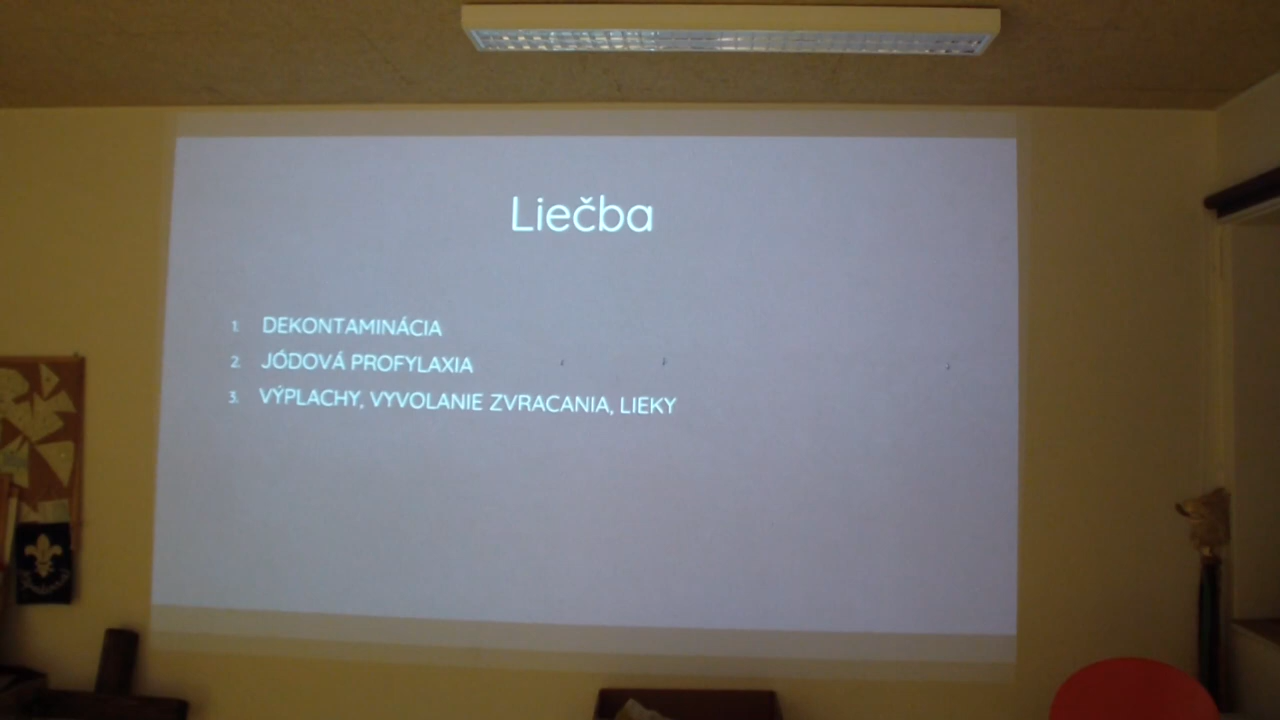 Liečba
1. DEKONTAMINÁCIA
2. JÓDOVÁ PROFYLAXIA
3. VÝPLACHY, VYVOLANIE ZVRACANIA, LIEKY